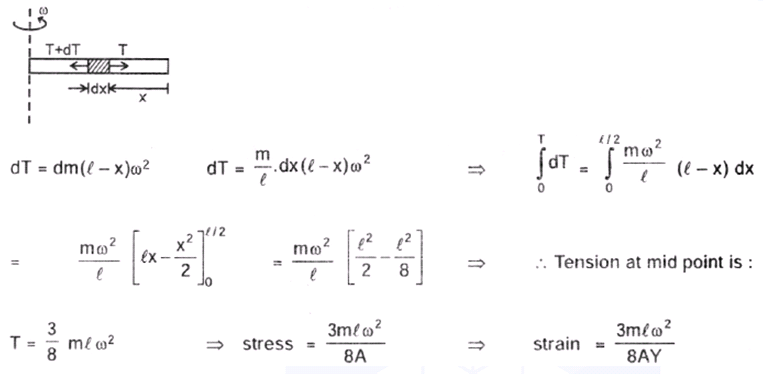 ω
T+dT T
dx
x
dT = dm(ℓ – x)ω² dT = m/ℓ .dx(ℓ – x)ω² ⇒ ∫₀ᵀ dT = ∫₀^(ℓ/2) mω²/ℓ (ℓ – x) dx
= mω²/ℓ [ℓx – x²/2]₀^(ℓ/2) = mω²/ℓ [ℓ²/2 – ℓ²/8] ⇒ ∴ Tension at mid point is :
T = 3/8 mℓω² ⇒ stress = 3mℓω²/8A ⇒ strain = 3mℓω²/8AY